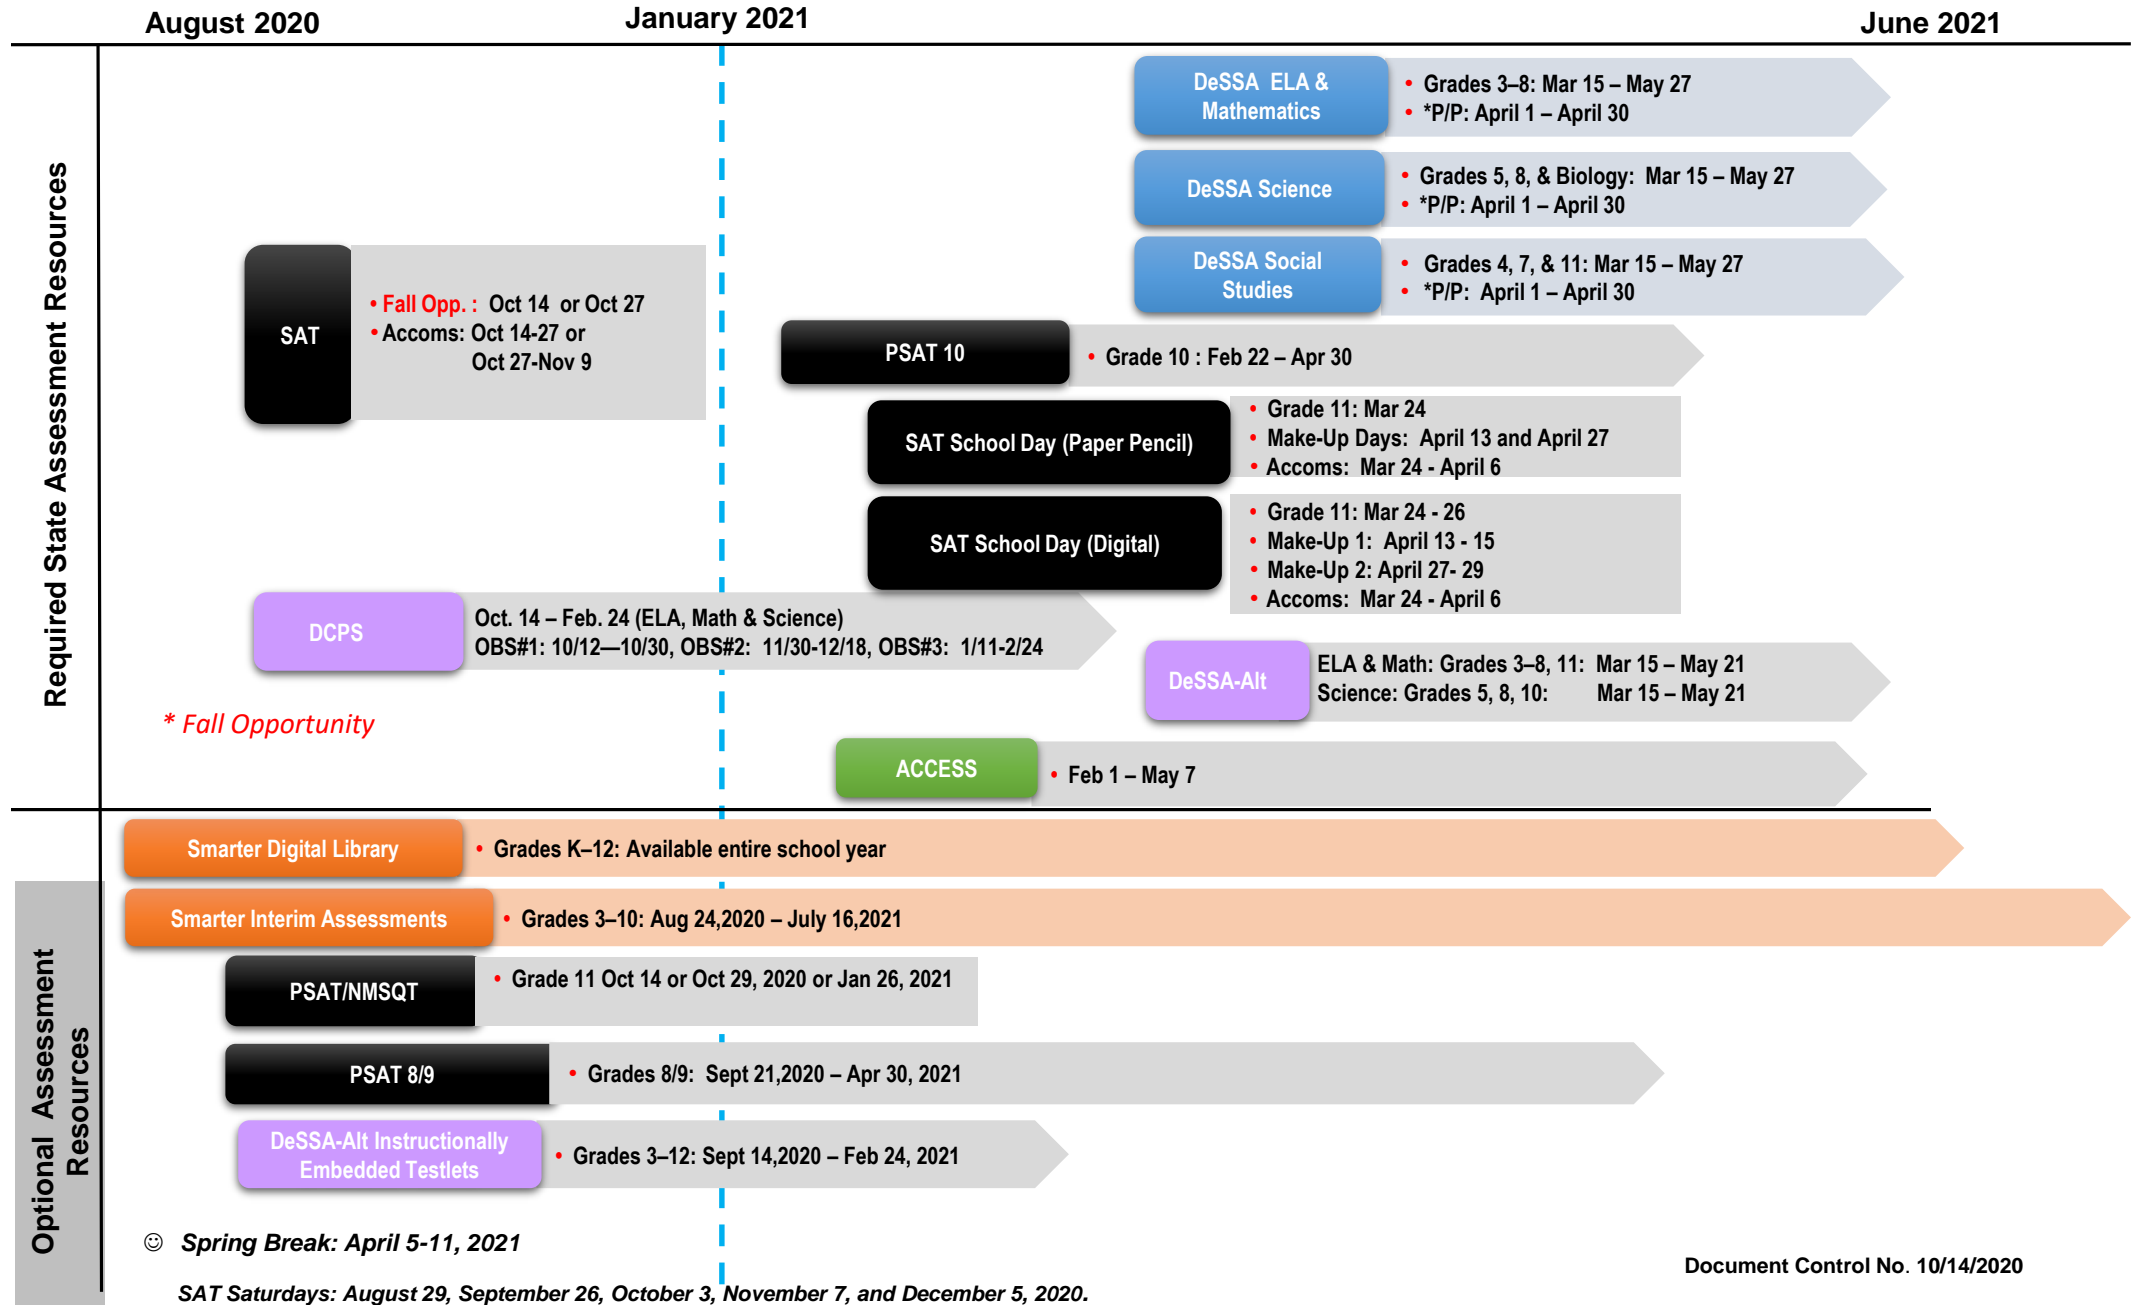 August 2020
January 2021
June 2021
Required State Assessment Resources
DeSSA ELA &
Mathematics
• Grades 3–8: Mar 15 – May 27
• *P/P: April 1 – April 30
DeSSA Science
• Grades 5, 8, & Biology: Mar 15 – May 27
• *P/P: April 1 – April 30
DeSSA Social
Studies
• Grades 4, 7, & 11: Mar 15 – May 27
• *P/P: April 1 – April 30
SAT
• Fall Opp. : Oct 14 or Oct 27
• Accoms: Oct 14-27 or
Oct 27-Nov 9
PSAT 10
• Grade 10 : Feb 22 – Apr 30
SAT School Day (Paper Pencil)
• Grade 11: Mar 24
• Make-Up Days: April 13 and April 27
• Accoms: Mar 24 - April 6
SAT School Day (Digital)
• Grade 11: Mar 24 - 26
• Make-Up 1: April 13 - 15
• Make-Up 2: April 27- 29
• Accoms: Mar 24 - April 6
DCPS
Oct. 14 – Feb. 24 (ELA, Math & Science)
OBS#1: 10/12—10/30, OBS#2: 11/30-12/18, OBS#3: 1/11-2/24
DeSSA-Alt
ELA & Math: Grades 3–8, 11: Mar 15 – May 21
Science: Grades 5, 8, 10: Mar 15 – May 21
* Fall Opportunity
ACCESS
• Feb 1 – May 7
Optional Assessment
Resources
Smarter Digital Library
• Grades K–12: Available entire school year
Smarter Interim Assessments
• Grades 3–10: Aug 24,2020 – July 16,2021
PSAT/NMSQT
• Grade 11 Oct 14 or Oct 29, 2020 or Jan 26, 2021
PSAT 8/9
• Grades 8/9: Sept 21,2020 – Apr 30, 2021
DeSSA-Alt Instructionally
Embedded Testlets
• Grades 3–12: Sept 14,2020 – Feb 24, 2021
☺ Spring Break: April 5-11, 2021
Document Control No. 10/14/2020
SAT Saturdays: August 29, September 26, October 3, November 7, and December 5, 2020.